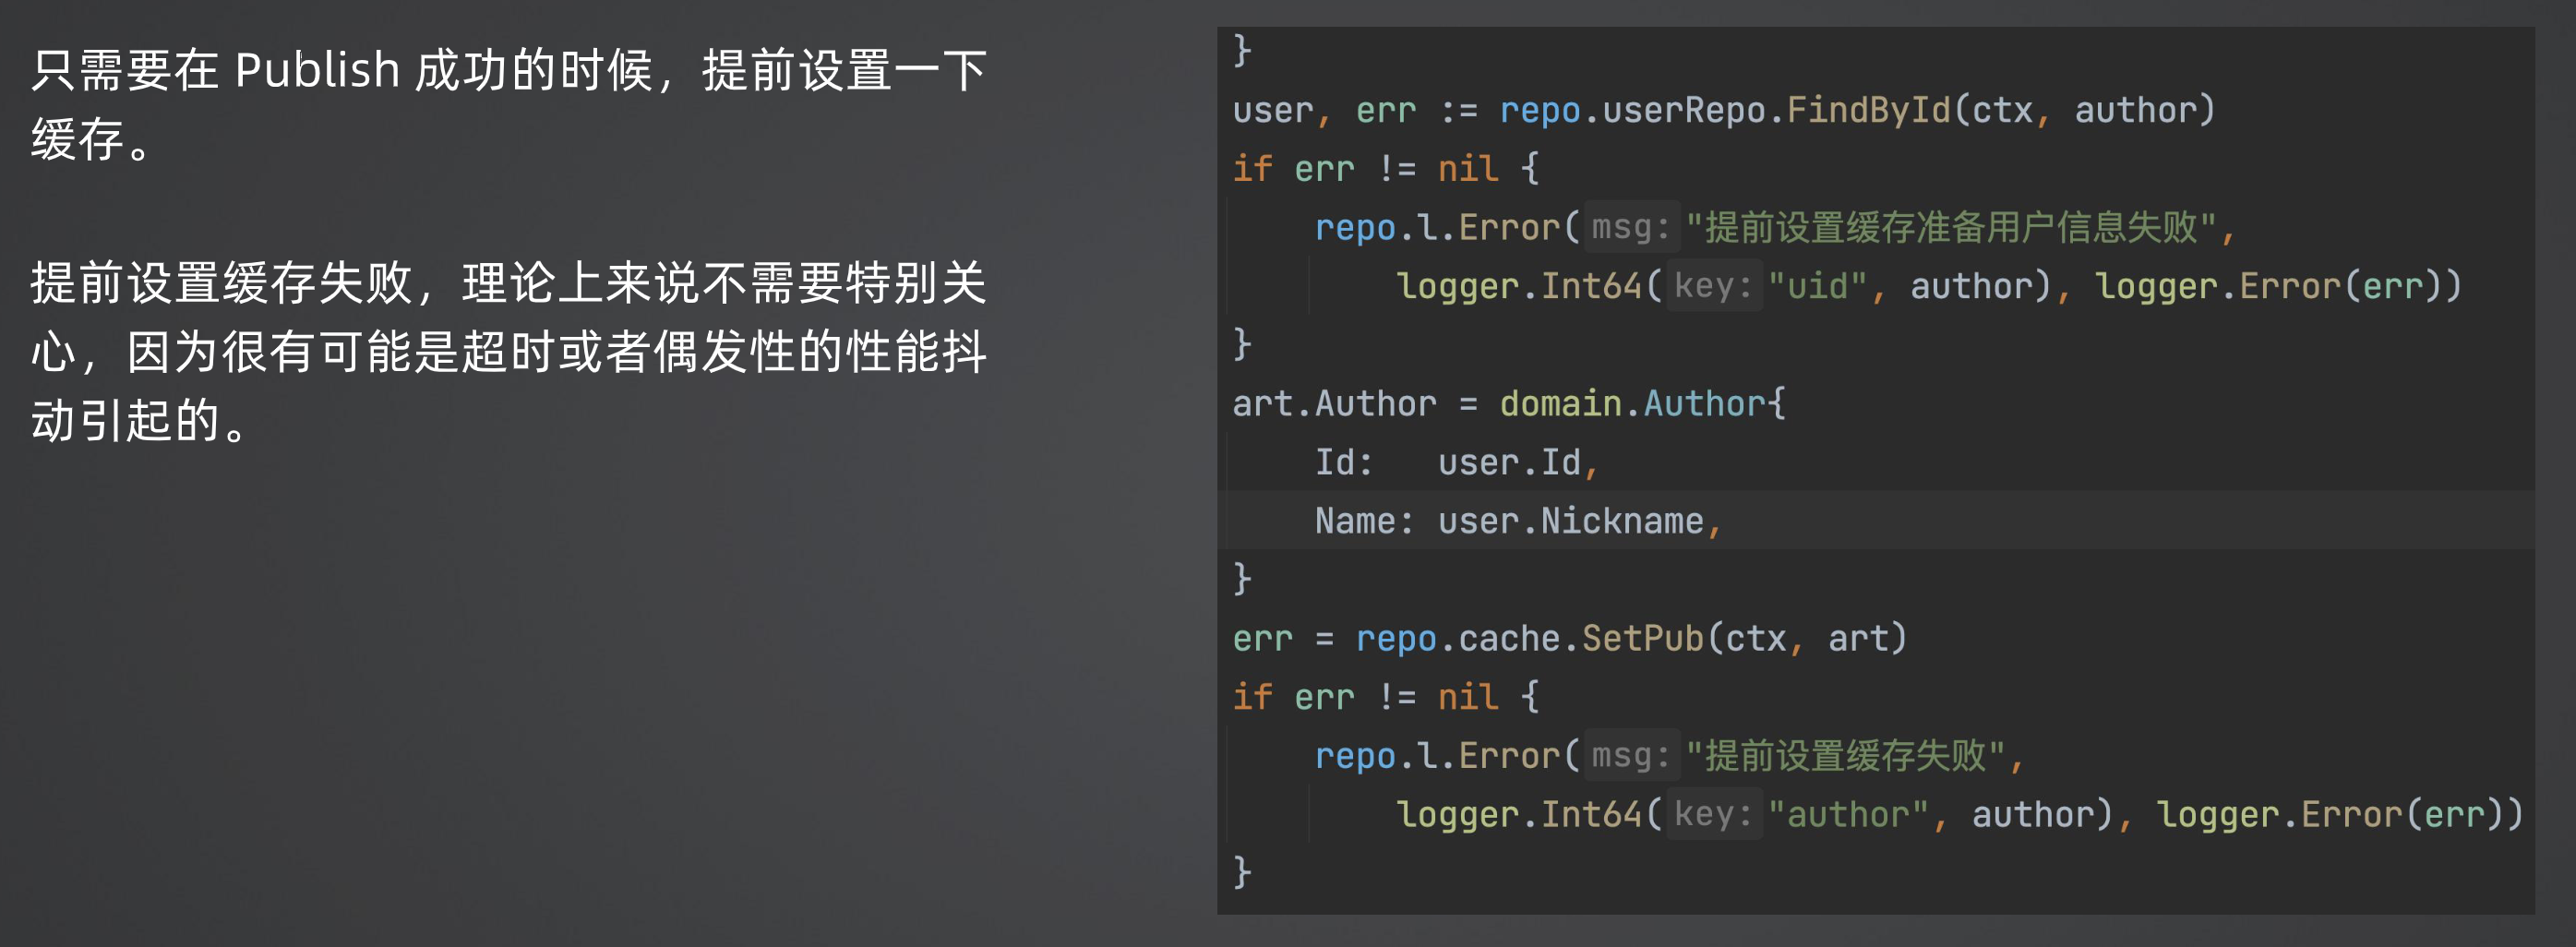 只需要在 Publish 成功的时候，提前设置一下
缓存。
提前设置缓存失败，理论上来说不需要特别关
心，因为很有可能是超时或者偶发性的性能抖
动引起的。
}
user, err := repo.userRepo.FindById(ctx, author)
if err != nil {
    repo.l.Error( msg: "提前设置缓存准备用户信息失败",
        logger.Int64( key: "uid", author), logger.Error(err))
}
art.Author = domain.Author{
    Id:   user.Id,
    Name: user.Nickname,
}
err = repo.cache.SetPub(ctx, art)
if err != nil {
    repo.l.Error( msg: "提前设置缓存失败",
        logger.Int64( key: "author", author), logger.Error(err))
}